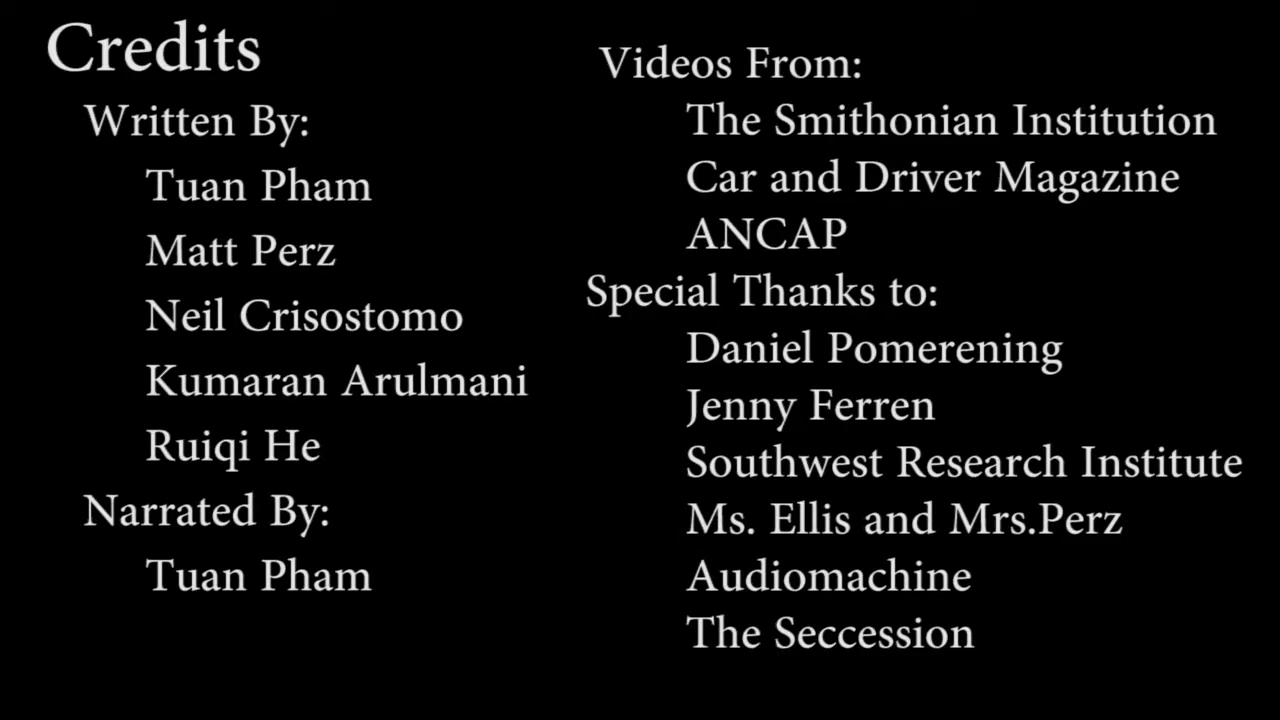 Credits
Written By:
Tuan Pham
Matt Perz
Neil Crisostomo
Kumaran Arulmani
Ruiqi He
Narrated By:
Tuan Pham
Videos From:
The Smithonian Institution
Car and Driver Magazine
ANCAP
Special Thanks to:
Daniel Pomerening
Jenny Ferren
Southwest Research Institute
Ms. Ellis and Mrs.Perz
Audiomachine
The Seccession